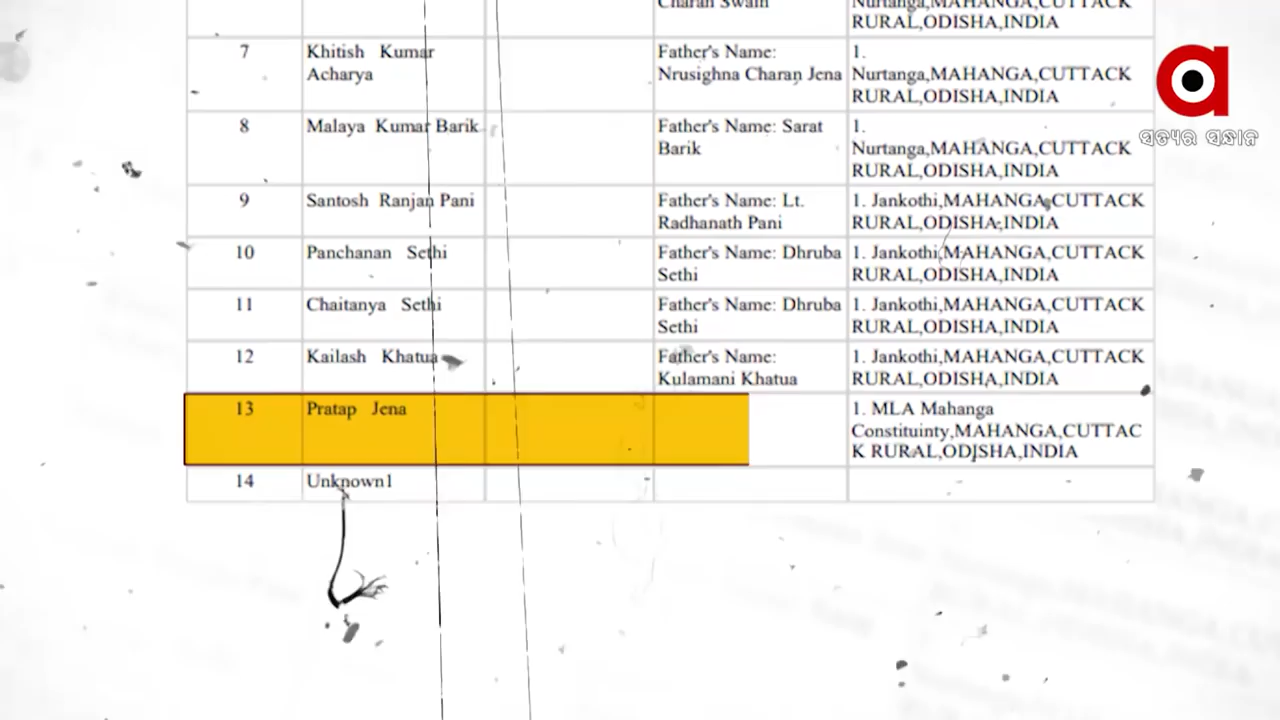 Charan Swain
Nurtanga,MAHANGA,CUTTACK
RURAL,ODISHA,INDIA
7
Khitish Kumar
Acharya
Father's Name:
Nrusighna Charan Jena
1.
Nurtanga,MAHANGA,CUTTACK
RURAL,ODISHA,INDIA
8
Malaya Kumar Barik
Father's Name: Sarat
Barik
1.
Nurtanga,MAHANGA,CUTTACK
RURAL,ODISHA,INDIA
9
Santosh Ranjan Pani
Father's Name: Lt.
Radhanath Pani
1. Jankothi,MAHANGA,CUTTACK
RURAL,ODISHA,INDIA
10
Panchanan Sethi
Father's Name: Dhruba
Sethi
1. Jankothi,MAHANGA,CUTTACK
RURAL,ODISHA,INDIA
11
Chaitanya Sethi
Father's Name: Dhruba
Sethi
1. Jankothi,MAHANGA,CUTTACK
RURAL,ODISHA,INDIA
12
Kailash Khatua
Father's Name:
Kulamani Khatua
1. Jankothi,MAHANGA,CUTTACK
RURAL,ODISHA,INDIA
13
Pratap Jena
1. MLA Mahanga
Constituinty,MAHANGA,CUTTAC
K RURAL,ODISHA,INDIA
14
Unknown1
a
ସତ୍ୟର ସନ୍ଧାନ